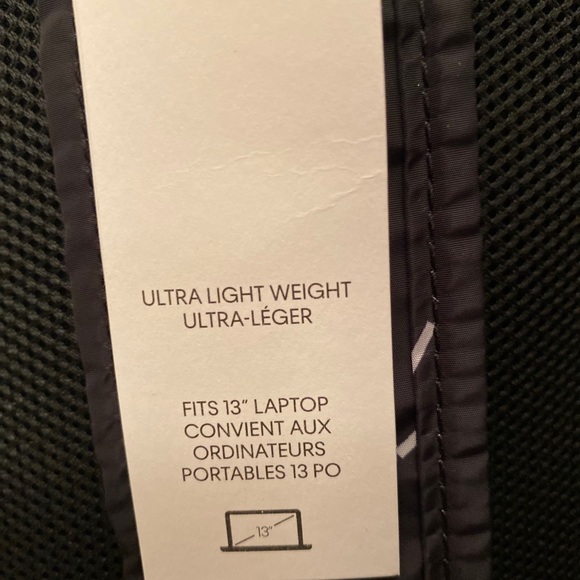 ULTRA LIGHT WEIGHT
ULTRA-LÉGER
FITS 13" LAPTOP
CONVIENT AUX
ORDINATEURS
PORTABLES 13 PO
13"